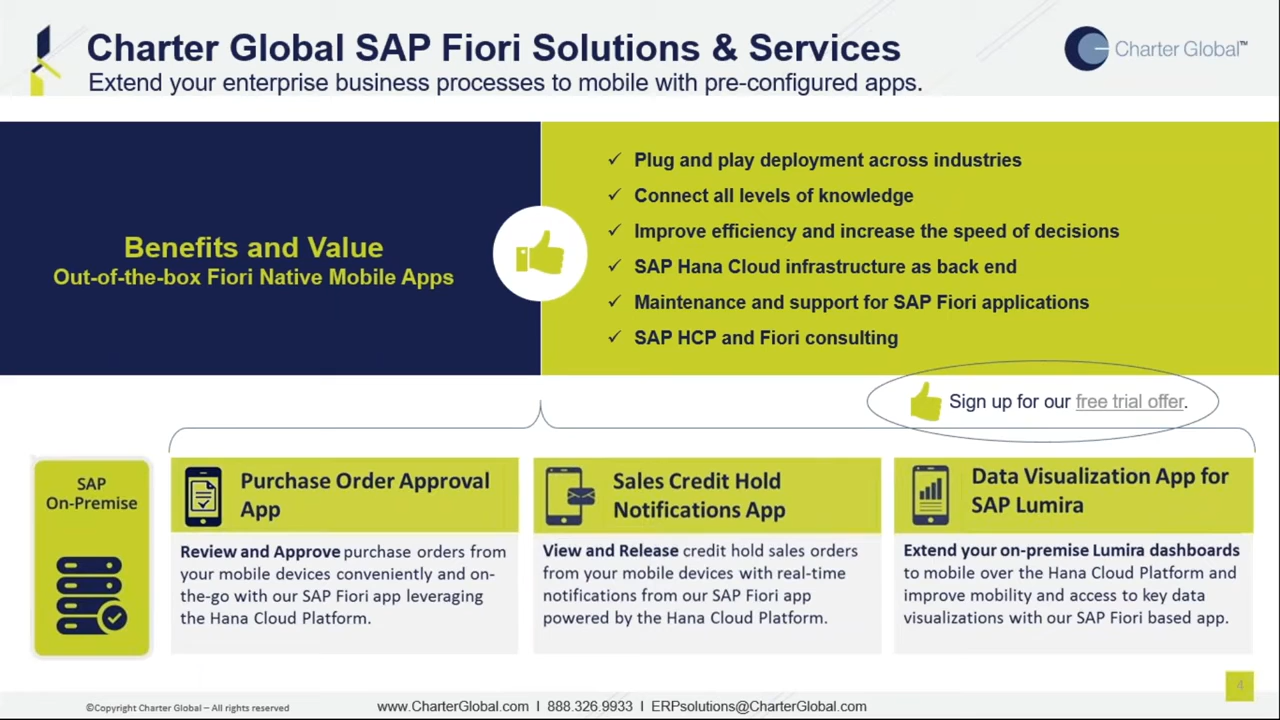 Charter Global SAP Fiori Solutions & Services
Extend your enterprise business processes to mobile with pre-configured apps.
Charter Global™
Benefits and Value
Out-of-the-box Fiori Native Mobile Apps
✓ Plug and play deployment across industries
✓ Connect all levels of knowledge
✓ Improve efficiency and increase the speed of decisions
✓ SAP Hana Cloud infrastructure as back end
✓ Maintenance and support for SAP Fiori applications
✓ SAP HCP and Fiori consulting
Sign up for our free trial offer.
SAP
On-Premise
Purchase Order Approval
App
Review and Approve purchase orders from
your mobile devices conveniently and on-
the-go with our SAP Fiori app leveraging
the Hana Cloud Platform.
Sales Credit Hold
Notifications App
View and Release credit hold sales orders
from your mobile devices with real-time
notifications from our SAP Fiori app
powered by the Hana Cloud Platform.
Data Visualization App for
SAP Lumira
Extend your on-premise Lumira dashboards
to mobile over the Hana Cloud Platform and
improve mobility and access to key data
visualizations with our SAP Fiori based app.
4
©Copyright Charter Global – All rights reserved
www.CharterGlobal.com I 888.326.9933 I ERPsolutions@CharterGlobal.com